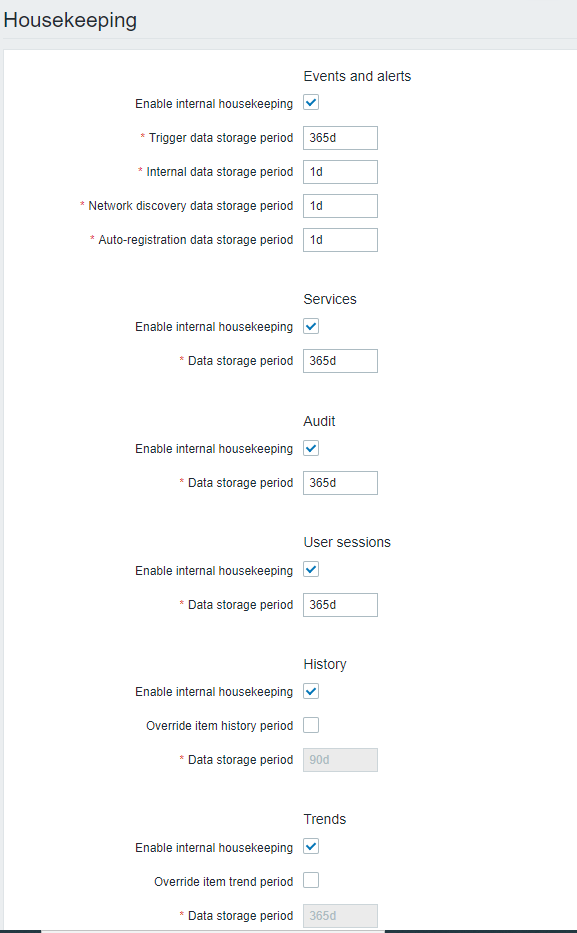 Housekeeping
Events and alerts
Enable internal housekeeping
* Trigger data storage period 365d
* Internal data storage period 1d
* Network discovery data storage period 1d
* Auto-registration data storage period 1d
Services
Enable internal housekeeping
* Data storage period 365d
Audit
Enable internal housekeeping
* Data storage period 365d
User sessions
Enable internal housekeeping
* Data storage period 365d
History
Enable internal housekeeping
Override item history period
* Data storage period 90d
Trends
Enable internal housekeeping
Override item trend period
* Data storage period 365d